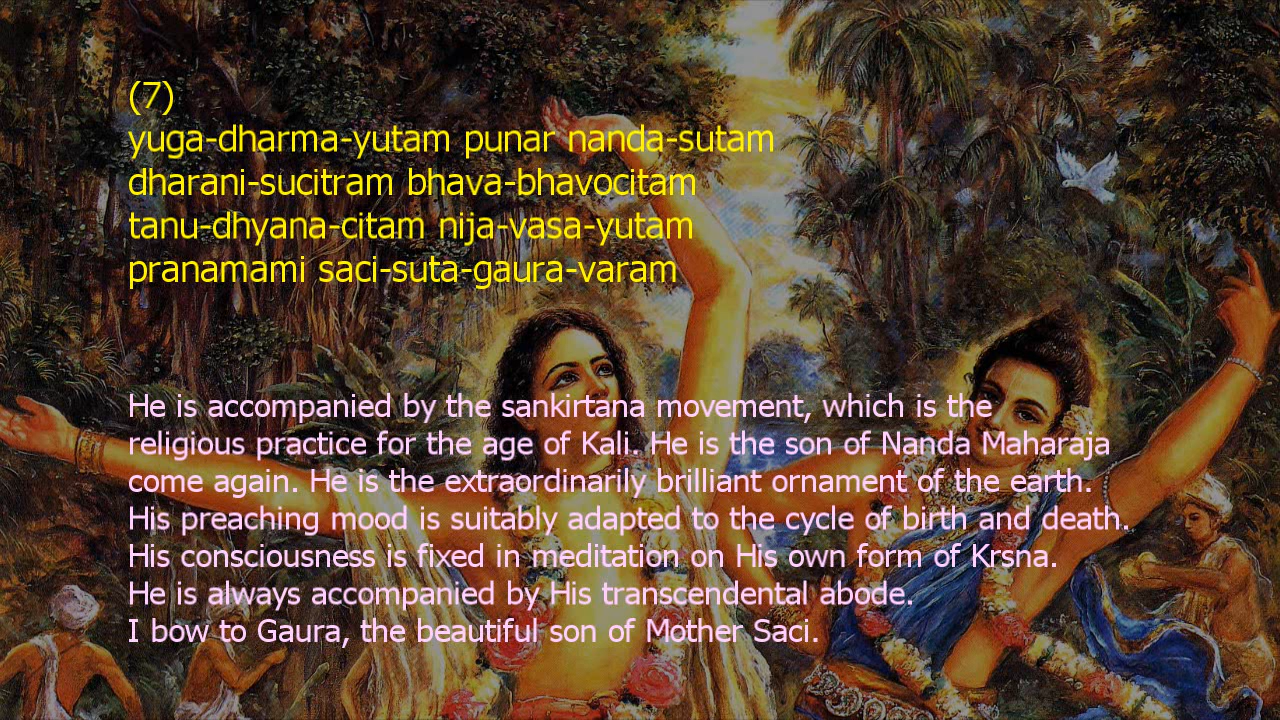 (7)
yuga-dharma-yutam punar nanda-sutam
dharani-sucitram bhava-bhavocitam
tanu-dhyana-citam nija-vasa-yutam
pranamami saci-suta-gaura-varam
He is accompanied by the sankirtana movement, which is the
religious practice for the age of Kali. He is the son of Nanda Maharaja
come again. He is the extraordinarily brilliant ornament of the earth.
His preaching mood is suitably adapted to the cycle of birth and death.
His consciousness is fixed in meditation on His own form of Krsna.
He is always accompanied by His transcendental abode.
I bow to Gaura, the beautiful son of Mother Saci.